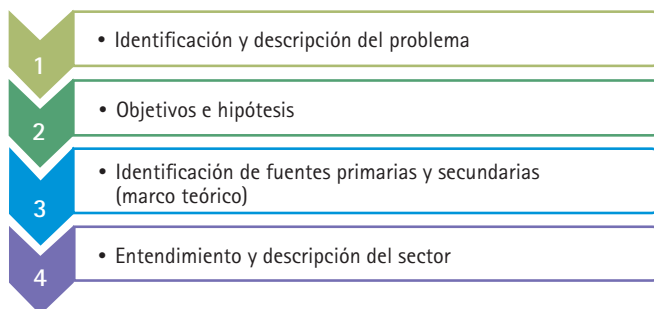 1
• Identificación y descripción del problema
2
• Objetivos e hipótesis
3
• Identificación de fuentes primarias y secundarias
(marco teórico)
4
• Entendimiento y descripción del sector